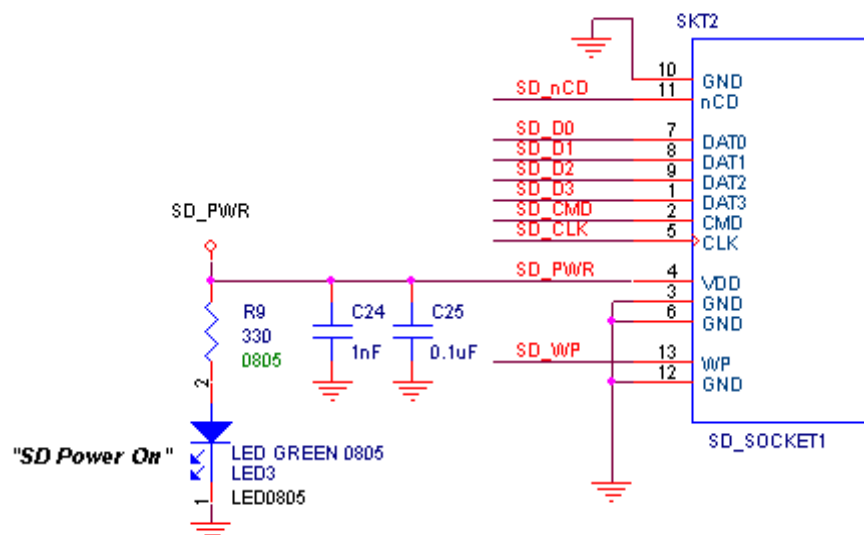 SKT2
10
GND
SD_nCD
11
nCD
SD_D0
7
DAT0
SD_D1
8
DAT1
SD_D2
9
DAT2
SD_D3
1
DAT3
SD_CMD
2
CMD
SD_CLK
5
CLK
SD_PWR
SD_PWR
4
VDD
3
GND
6
GND
R9
330
0805
C24
1nF
C25
0.1uF
SD_WP
13
WP
12
GND
SD_SOCKET1
2
"SD Power On"
LED GREEN 0805
LED3
LED0805
1